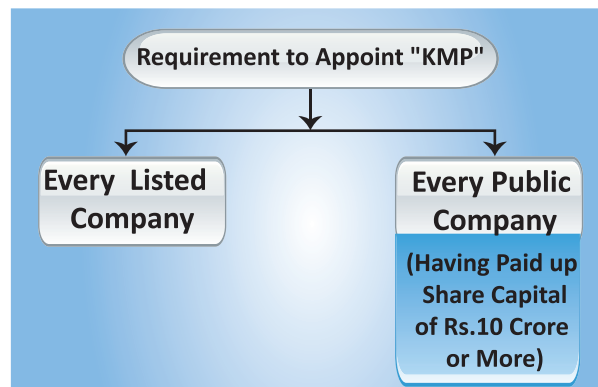 Requirement to Appoint "KMP"
Every Listed
Company
Every Public
Company
(Having Paid up
Share Capital
of Rs.10 Crore
or More)